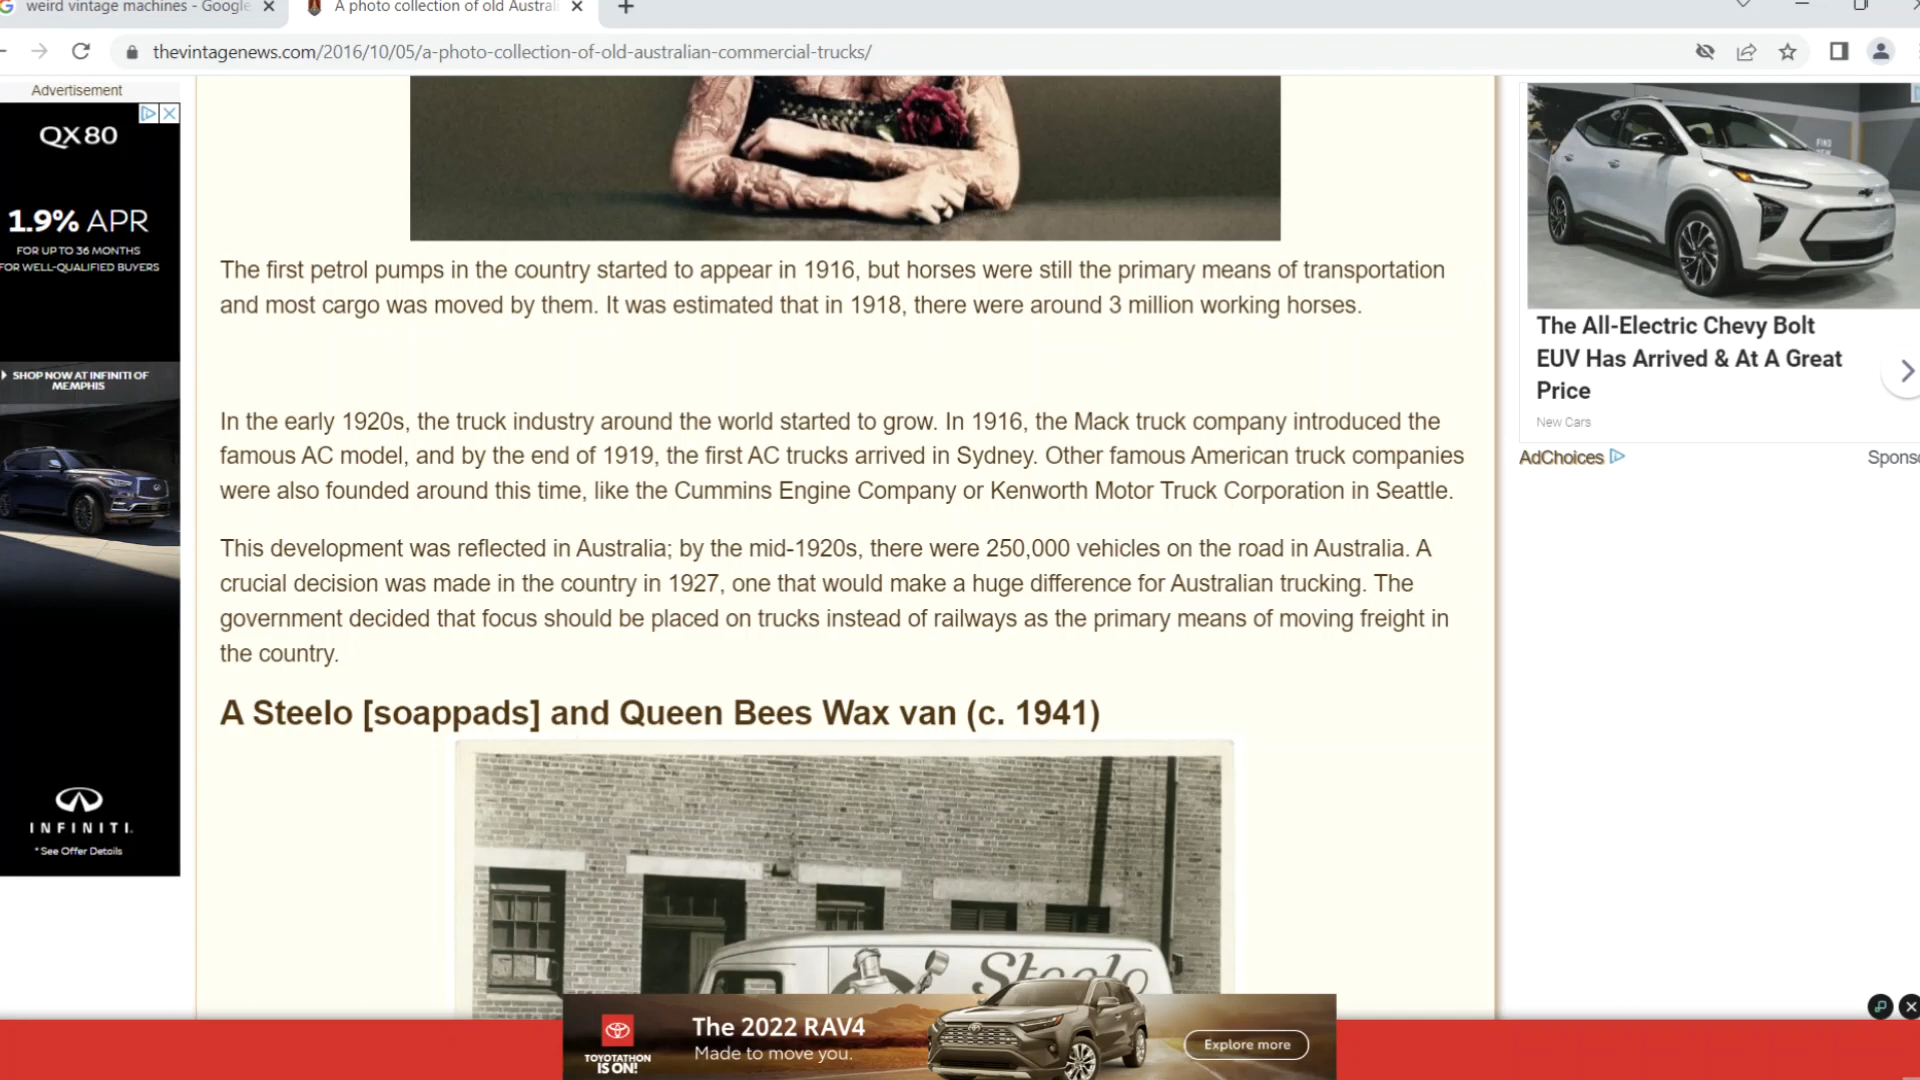 weird vintage machines - Google
A photo collection of old Austral
thevintagenews.com/2016/10/05/a-photo-collection-of-old-australian-commercial-trucks/
Advertisement
QX80
1.9% APR
FOR UP TO 36 MONTHS
FOR WELL-QUALIFIED BUYERS
SHOP NOW AT INFINITI OF
MEMPHIS
INFINITI.
*See Offer Details
The first petrol pumps in the country started to appear in 1916, but horses were still the primary means of transportation
and most cargo was moved by them. It was estimated that in 1918, there were around 3 million working horses.
In the early 1920s, the truck industry around the world started to grow. In 1916, the Mack truck company introduced the
famous AC model, and by the end of 1919, the first AC trucks arrived in Sydney. Other famous American truck companies
were also founded around this time, like the Cummins Engine Company or Kenworth Motor Truck Corporation in Seattle.
This development was reflected in Australia; by the mid-1920s, there were 250,000 vehicles on the road in Australia. A
crucial decision was made in the country in 1927, one that would make a huge difference for Australian trucking. The
government decided that focus should be placed on trucks instead of railways as the primary means of moving freight in
the country.
A Steelo [soappads] and Queen Bees Wax van (c. 1941)
Steelo
The All-Electric Chevy Bolt
EUV Has Arrived & At A Great
Price
New Cars
AdChoices
Sponso
TOYOTATHON
IS ON!
The 2022 RAV4
Made to move you.
Explore more